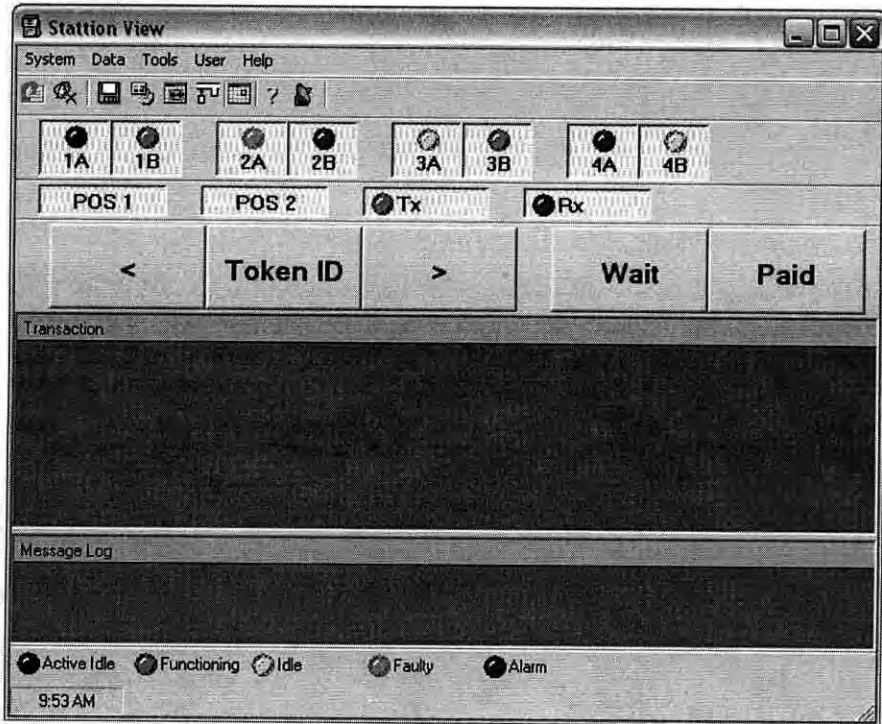 Stattion View
System Data Tools User Help
?
1A 1B 2A 2B 3A 3B 4A 4B
POS 1 POS 2 Tx Rx
< Token ID > Wait Paid
Transaction
Message Log
Active Idle Functioning Idle Faulty Alarm
9:53 AM